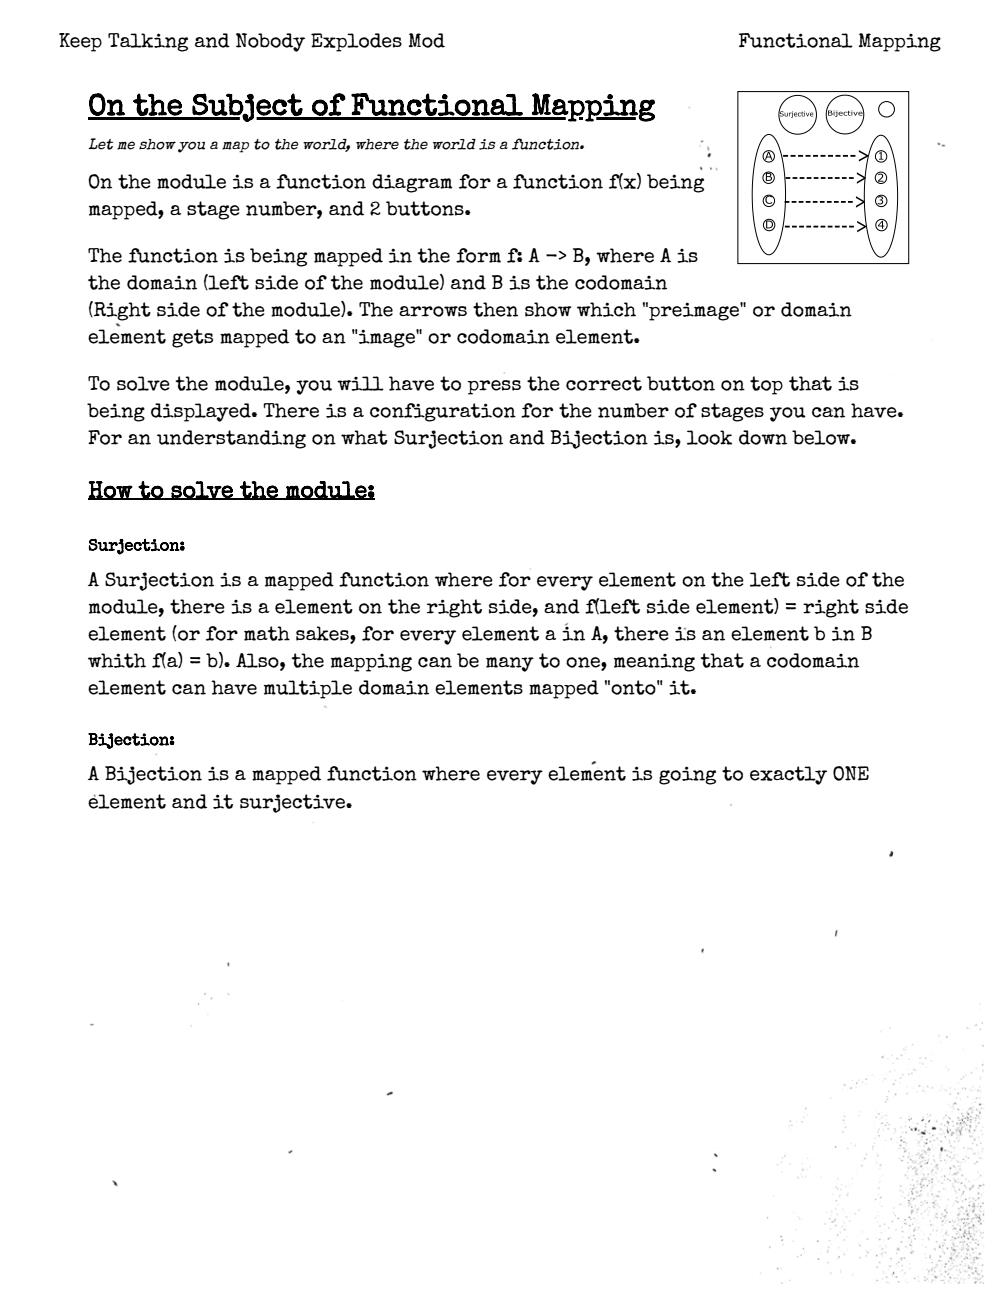 Keep Talking and Nobody Explodes Mod
Functional Mapping
On the Subject of Functional Mapping
Let me show you a map to the world, where the world is a function.
On the module is a function diagram for a function f(x) being
mapped, a stage number, and 2 buttons.
Surjective
Bijective
A
1
B
2
C
3
D
4
The function is being mapped in the form f: A -> B, where A is
the domain (left side of the module) and B is the codomain
(Right side of the module). The arrows then show which "preimage" or domain
element gets mapped to an "image" or codomain element.
To solve the module, you will have to press the correct button on top that is
being displayed. There is a configuration for the number of stages you can have.
For an understanding on what Surjection and Bijection is, look down below.
How to solve the module:
Surjection:
A Surjection is a mapped function where for every element on the left side of the
module, there is a element on the right side, and f(left side element) = right side
element (or for math sakes, for every element a in A, there is an element b in B
whith f(a) = b). Also, the mapping can be many to one, meaning that a codomain
element can have multiple domain elements mapped "onto" it.
Bijection:
A Bijection is a mapped function where every element is going to exactly ONE
element and it surjective.